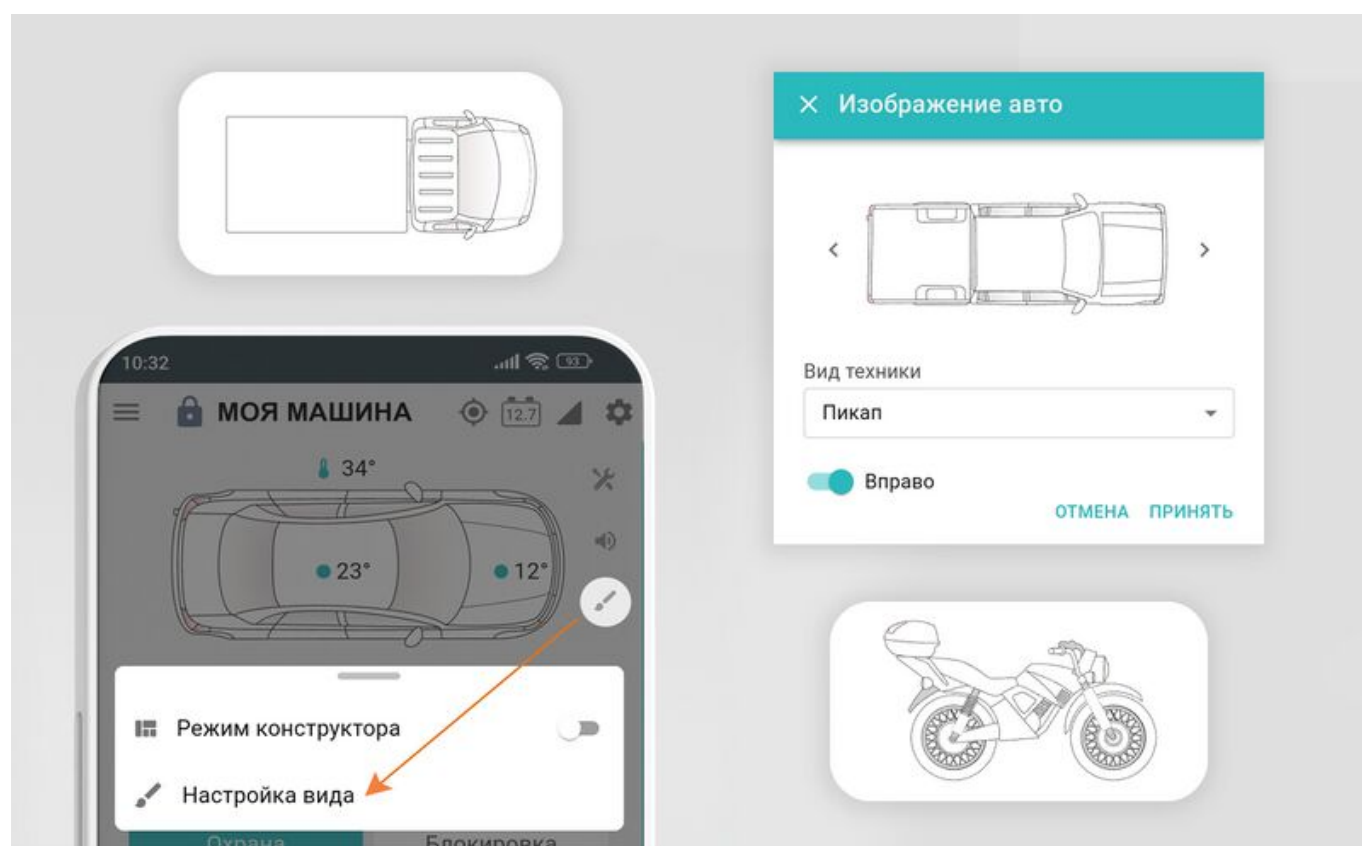 10:32
93
МОЯ МАШИНА
12.7
34°
23°
12°
Режим конструктора
Настройка вида
Охрана
Блокировка
Изображение авто
Вид техники
Пикап
Вправо
ОТМЕНА ПРИНЯТЬ